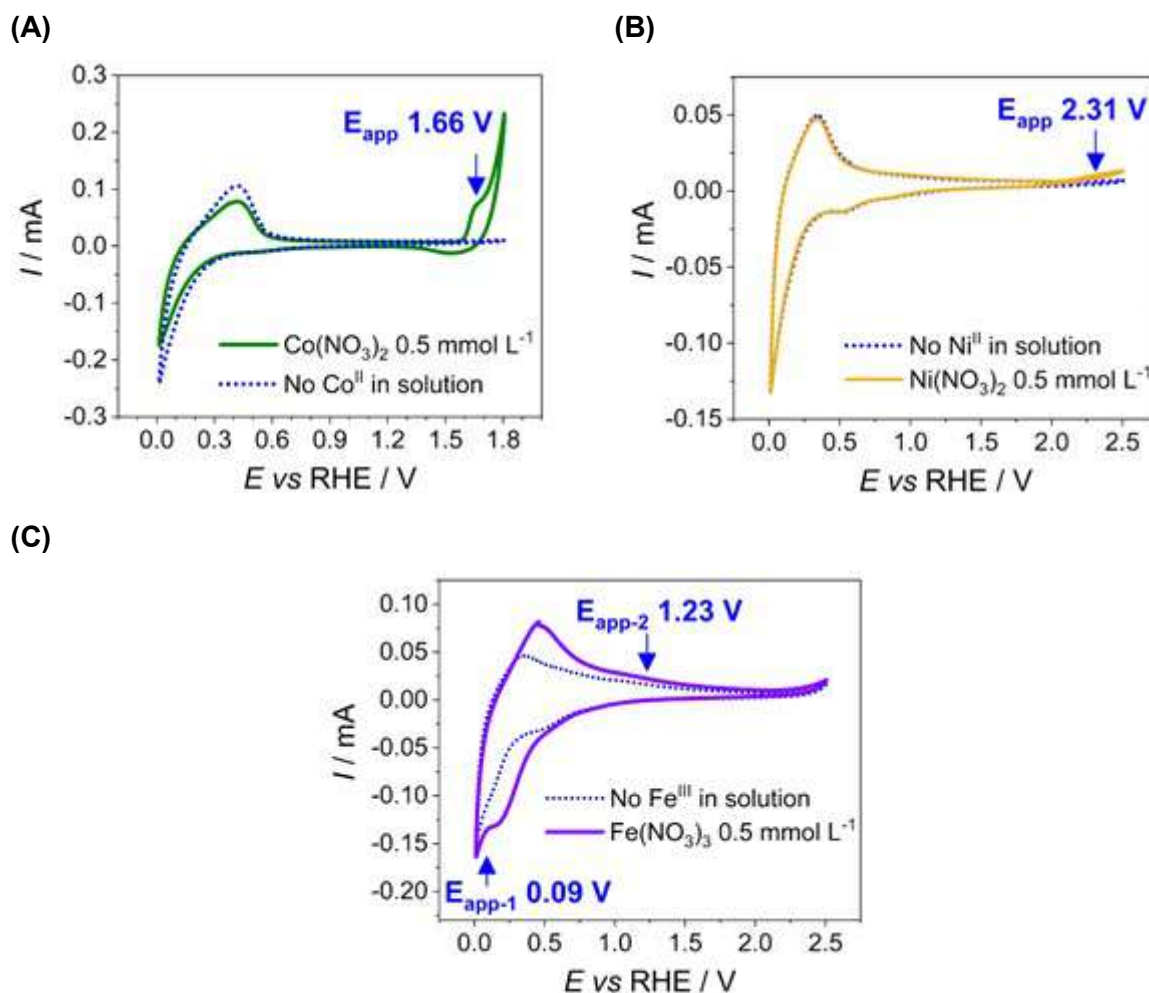 (A)
0.3
0.2
0.1
0.0
-0.1
-0.2
-0.3
I / mA
E_app 1.66 V
Co(NO₃)₂ 0.5 mmol L⁻¹
No Coᴵᴵ in solution
0.0 0.3 0.6 0.9 1.2 1.5 1.8
E vs RHE / V
(B)
0.05
0.00
-0.05
-0.10
-0.15
I / mA
E_app 2.31 V
No Niᴵᴵ in solution
Ni(NO₃)₂ 0.5 mmol L⁻¹
0.0 0.5 1.0 1.5 2.0 2.5
E vs RHE / V
(C)
0.10
0.05
0.00
-0.05
-0.10
-0.15
-0.20
I / mA
E_app-2 1.23 V
No Feᴵᴵᴵ in solution
Fe(NO₃)₃ 0.5 mmol L⁻¹
E_app-1 0.09 V
0.0 0.5 1.0 1.5 2.0 2.5
E vs RHE / V